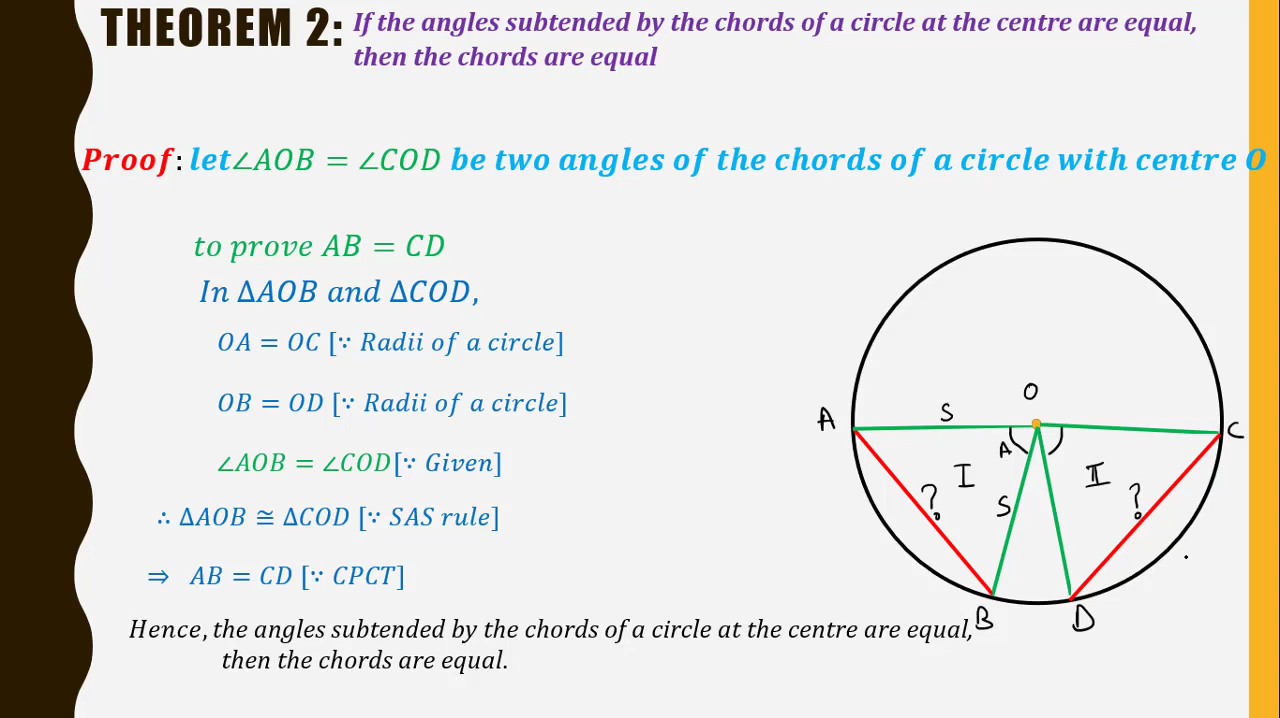 THEOREM 2: If the angles subtended by the chords of a circle at the centre are equal,
then the chords are equal
Proof: let∠AOB = ∠COD be two angles of the chords of a circle with centre O
to prove AB = CD
In ΔAOB and ΔCOD,
OA = OC [∵ Radii of a circle]
OB = OD [∵ Radii of a circle]
∠AOB = ∠COD[∵ Given]
∴ ΔAOB ≅ ΔCOD [∵ SAS rule]
⇒ AB = CD [∵ CPCT]
Hence, the angles subtended by the chords of a circle at the centre are equal,
then the chords are equal.
O
A
S
C
A
I
II
?
S
?
B
D